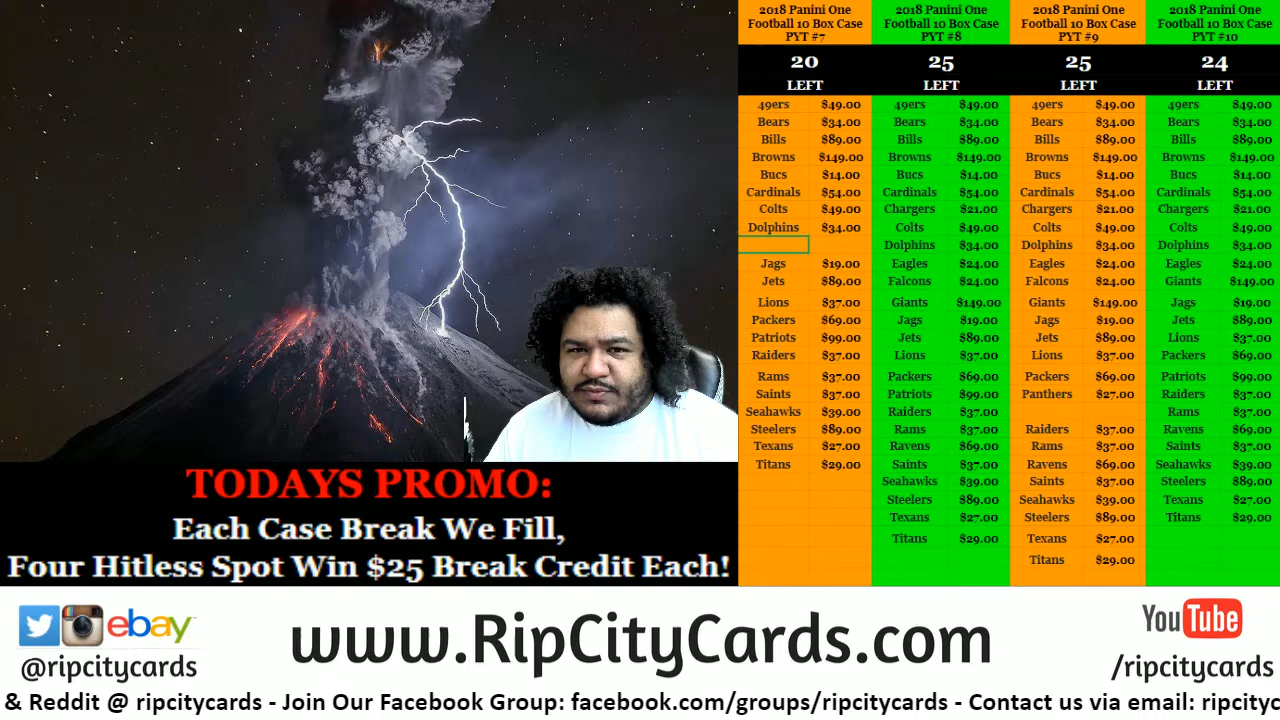 2018 Panini One
Football 10 Box Case
PYT #7
20
LEFT
49ers $49.00
Bears $34.00
Bills $89.00
Browns $149.00
Bucs $14.00
Cardinals $54.00
Colts $49.00
Dolphins $34.00
Jags $19.00
Jets $89.00
Lions $37.00
Packers $69.00
Patriots $99.00
Raiders $37.00
Rams $37.00
Saints $37.00
Seahawks $39.00
Steelers $89.00
Texans $27.00
Titans $29.00
2018 Panini One
Football 10 Box Case
PYT #8
25
LEFT
49ers $49.00
Bears $34.00
Bills $89.00
Browns $149.00
Bucs $14.00
Cardinals $54.00
Chargers $21.00
Colts $49.00
Dolphins $34.00
Eagles $24.00
Falcons $24.00
Giants $149.00
Jags $19.00
Jets $89.00
Lions $37.00
Packers $69.00
Patriots $99.00
Raiders $37.00
Rams $37.00
Ravens $69.00
Saints $37.00
Seahawks $39.00
Steelers $89.00
Texans $27.00
Titans $29.00
2018 Panini One
Football 10 Box Case
PYT #9
25
LEFT
49ers $49.00
Bears $34.00
Bills $89.00
Browns $149.00
Bucs $14.00
Cardinals $54.00
Chargers $21.00
Colts $49.00
Dolphins $34.00
Eagles $24.00
Falcons $24.00
Giants $149.00
Jags $19.00
Jets $89.00
Lions $37.00
Packers $69.00
Panthers $27.00
Raiders $37.00
Rams $37.00
Ravens $69.00
Saints $37.00
Seahawks $39.00
Steelers $89.00
Texans $27.00
Titans $29.00
2018 Panini One
Football 10 Box Case
PYT #10
24
LEFT
49ers $49.00
Bears $34.00
Bills $89.00
Browns $149.00
Bucs $14.00
Cardinals $54.00
Chargers $21.00
Colts $49.00
Dolphins $34.00
Eagles $24.00
Giants $149.00
Jags $19.00
Jets $89.00
Lions $37.00
Packers $69.00
Patriots $99.00
Raiders $37.00
Rams $37.00
Ravens $69.00
Saints $37.00
Seahawks $39.00
Steelers $89.00
Texans $27.00
Titans $29.00
TODAYS PROMO:
Each Case Break We Fill,
Four Hitless Spot Win $25 Break Credit Each!
ebay
@ripcitycards
www.RipCityCards.com
YouTube
/ripcitycards
& Reddit @ ripcitycards - Join Our Facebook Group: facebook.com/groups/ripcitycards - Contact us via email: ripcityc